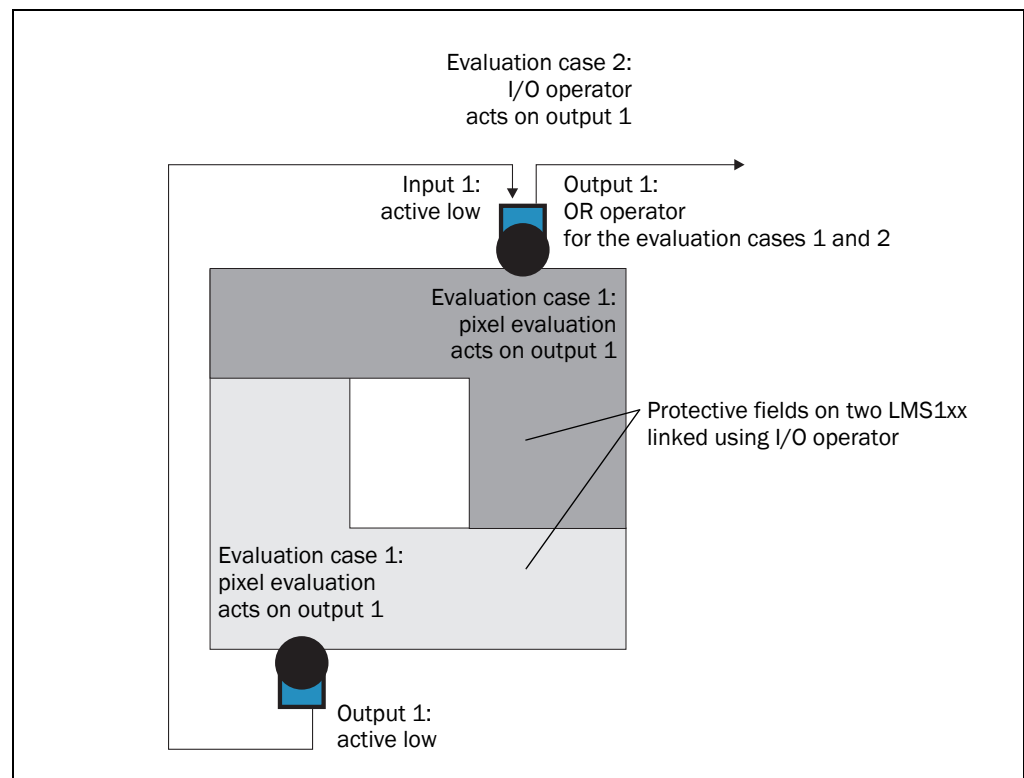 Evaluation case 2:
I/O operator
acts on output 1
Input 1:
active low
Output 1:
OR operator
for the evaluation cases 1 and 2
Evaluation case 1:
pixel evaluation
acts on output 1
Protective fields on two LMS1xx
linked using I/O operator
Evaluation case 1:
pixel evaluation
acts on output 1
Output 1:
active low